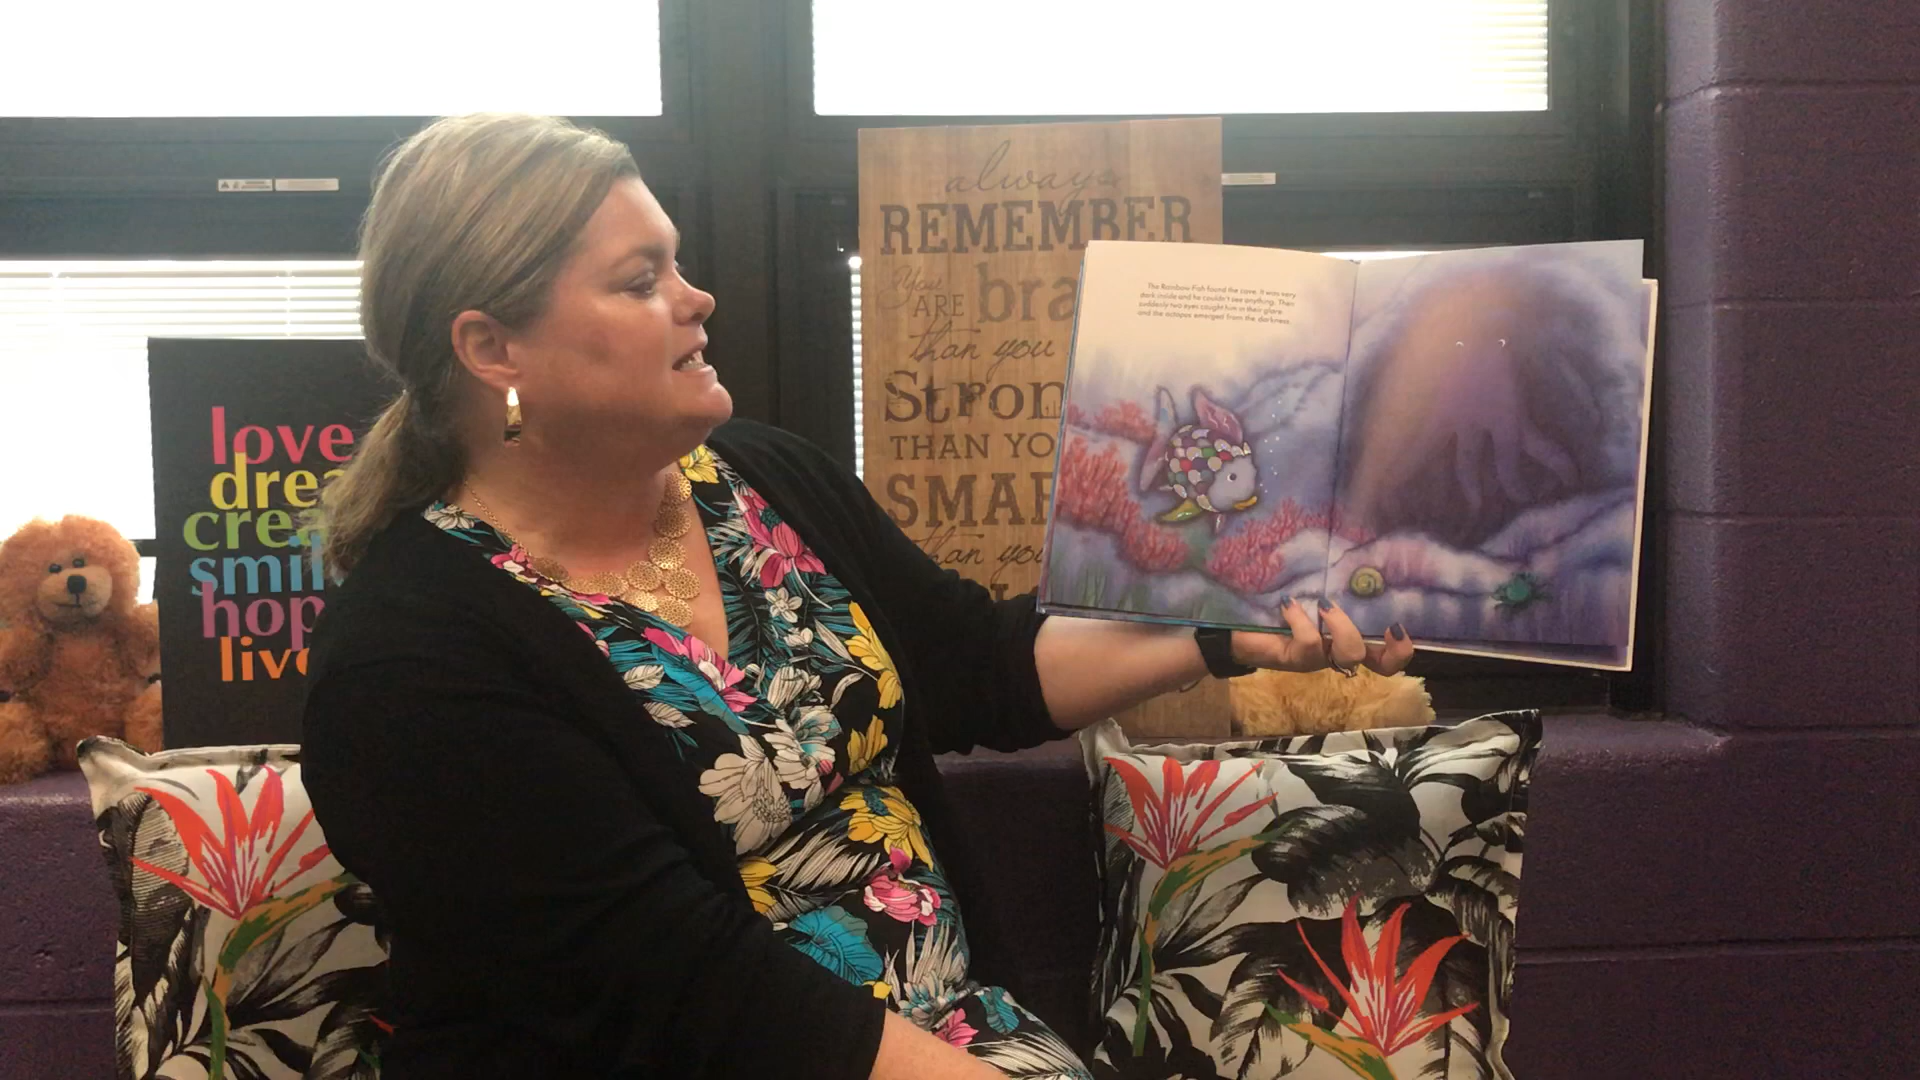 love
drea
crea
smil
hop
live
always
REMEMBER
You
ARE bra
than you
Stron
THAN YO
SMAR
than you
The Rainbow Fish found the cave. It was very
dark inside and he couldn't see anything. Then
suddenly two eyes caught him in their glare
and the octopus emerged from the darkness.